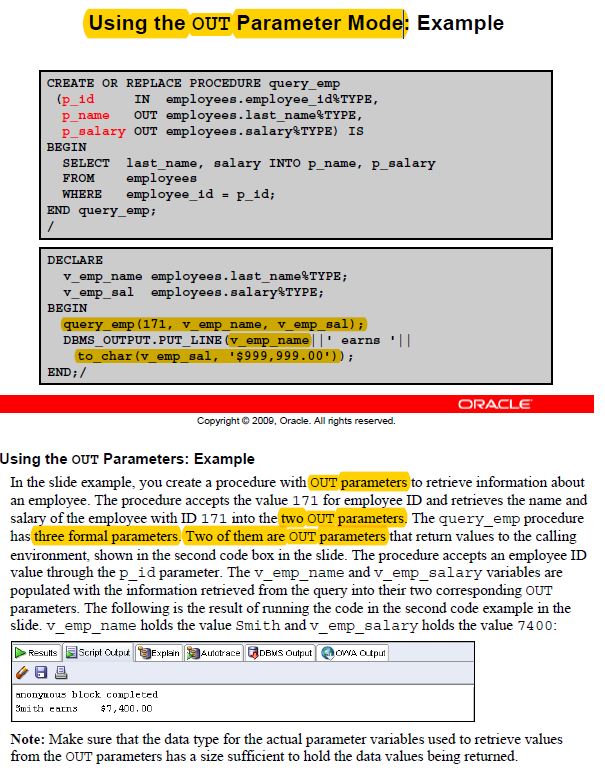 Using the OUT Parameter Mode: Example
CREATE OR REPLACE PROCEDURE query_emp
(p_id IN employees.employee_id%TYPE,
p_name OUT employees.last_name%TYPE,
p_salary OUT employees.salary%TYPE) IS
BEGIN
SELECT last_name, salary INTO p_name, p_salary
FROM employees
WHERE employee_id = p_id;
END query_emp;
/
DECLARE
v_emp_name employees.last_name%TYPE;
v_emp_sal employees.salary%TYPE;
BEGIN
query_emp(171, v_emp_name, v_emp_sal);
DBMS_OUTPUT.PUT_LINE(v_emp_name||' earns '||
to_char(v_emp_sal, '$999,999.00'));
END;/
ORACLE
Copyright © 2009, Oracle. All rights reserved.
Using the OUT Parameters: Example
In the slide example, you create a procedure with OUT parameters to retrieve information about
an employee. The procedure accepts the value 171 for employee ID and retrieves the name and
salary of the employee with ID 171 into the two OUT parameters. The query_emp procedure
has three formal parameters. Two of them are OUT parameters that return values to the calling
environment, shown in the second code box in the slide. The procedure accepts an employee ID
value through the p_id parameter. The v_emp_name and v_emp_salary variables are
populated with the information retrieved from the query into their two corresponding OUT
parameters. The following is the result of running the code in the second code example in the
slide. v_emp_name holds the value Smith and v_emp_salary holds the value 7400:
Results Script Output Explain Autotrace DBMS Output OWA Output
anonymous block completed
Smith earns $7,400.00
Note: Make sure that the data type for the actual parameter variables used to retrieve values
from the OUT parameters has a size sufficient to hold the data values being returned.